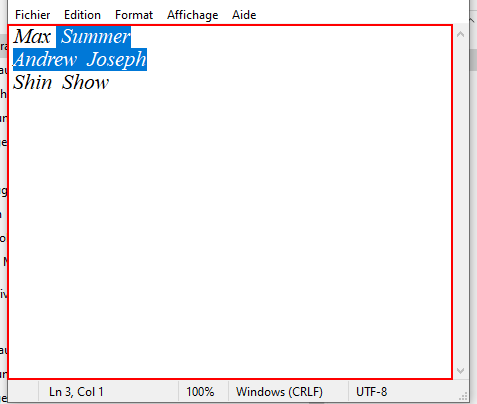 Fichier Edition Format Affichage Aide
Max Summer
Andrew Joseph
Shin Show
Ln 3, Col 1 100% Windows (CRLF) UTF-8